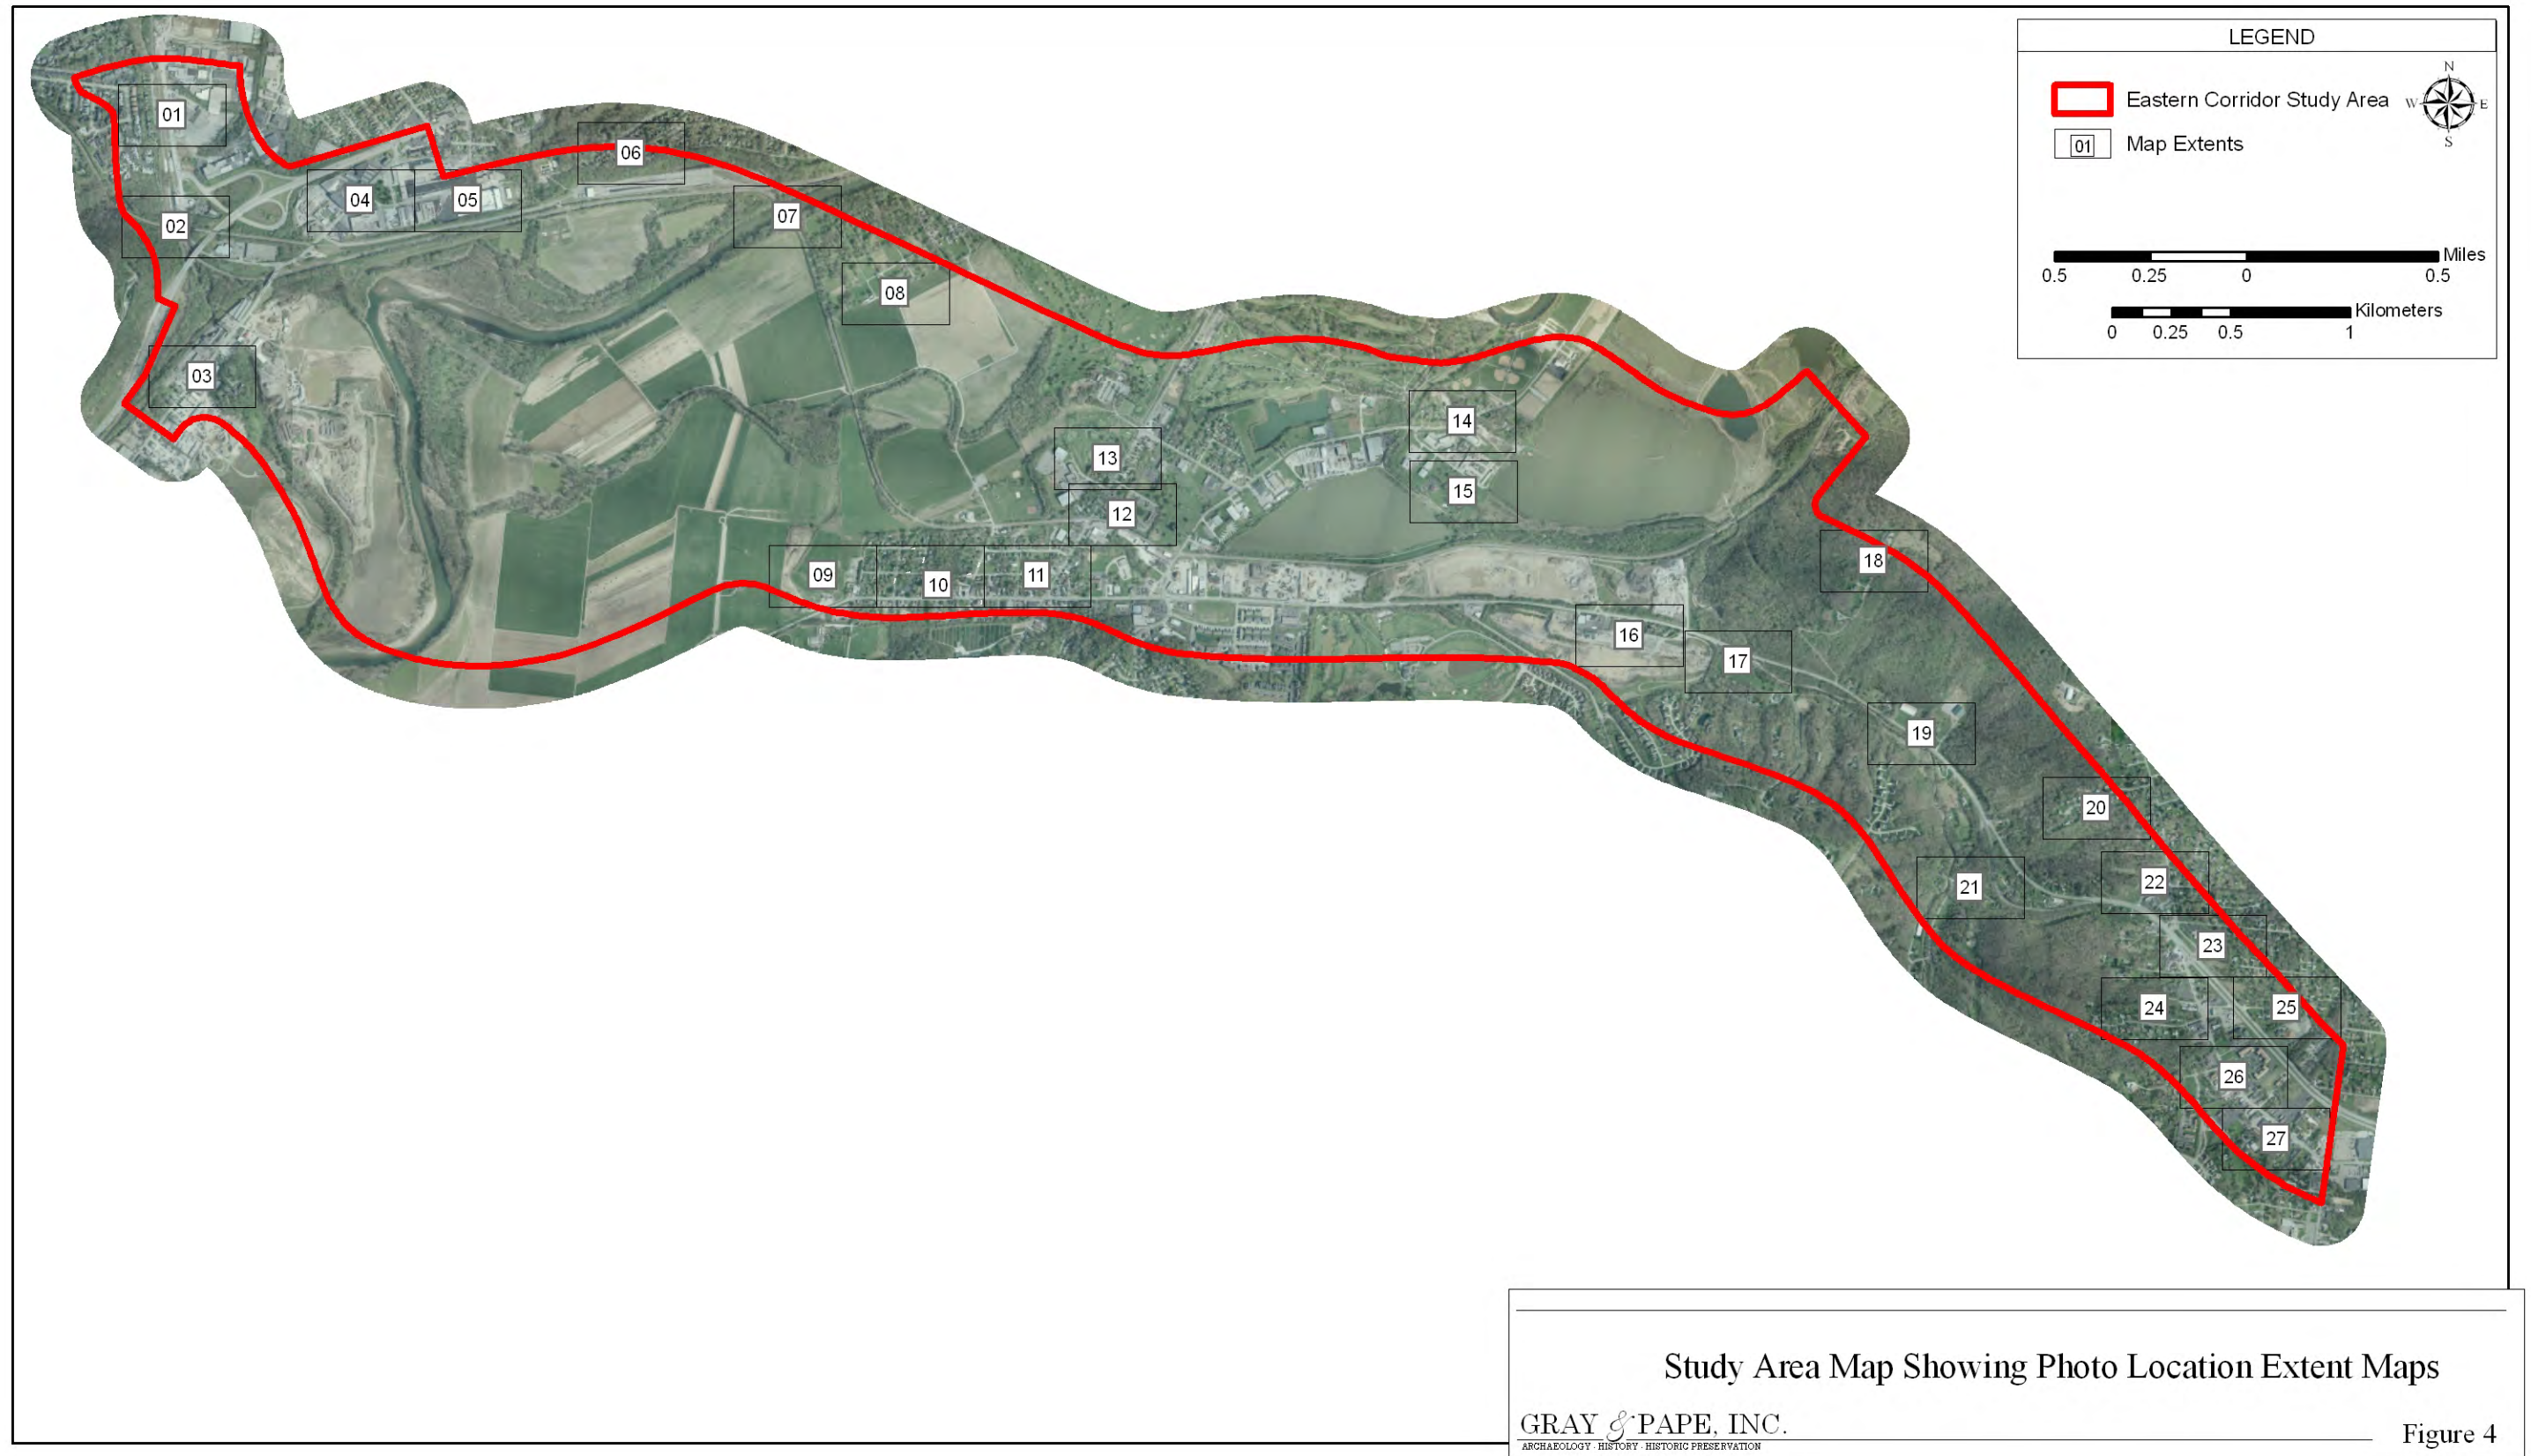 LEGEND
N
Eastern Corridor Study Area
W
E
01
Map Extents
S
Miles
0.5 0.25 0 0.5
Kilometers
0 0.25 0.5 1
01
02
03
04
05
06
07
08
09
10
11
12
13
14
15
16
17
18
19
20
21
22
23
24
25
26
27
Study Area Map Showing Photo Location Extent Maps
GRAY & PAPE, INC.
ARCHAEOLOGY · HISTORY · HISTORIC PRESERVATION
Figure 4